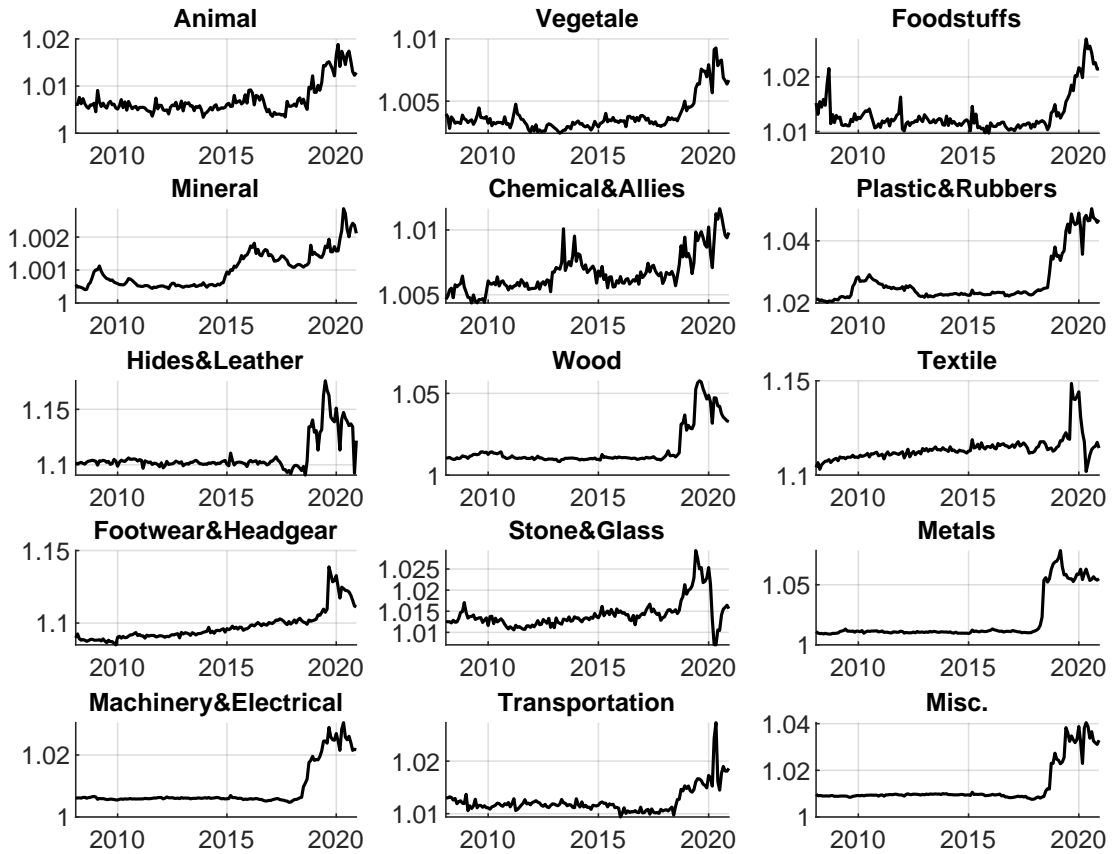 Animal Vegetale Foodstuffs
1.02 1.01
1.02
1.01 1.005
1 1.01
2010 2015 2020 2010 2015 2020 2010 2015 2020
Mineral Chemical&Allies Plastic&Rubbers
1.002 1.01 1.04
1.001
1 1.005 1.02
2010 2015 2020 2010 2015 2020 2010 2015 2020
Hides&Leather Wood Textile
1.15 1.05 1.15
1.1 1 1.1
2010 2015 2020 2010 2015 2020 2010 2015 2020
Footwear&Headgear Stone&Glass Metals
1.15 1.025
1.02 1.05
1.1 1.015
1.01 1
2010 2015 2020 2010 2015 2020 2010 2015 2020
Machinery&Electrical Transportation Misc.
1.04
1.02 1.02
1.02
1.01
1 1
2010 2015 2020 2010 2015 2020 2010 2015 2020